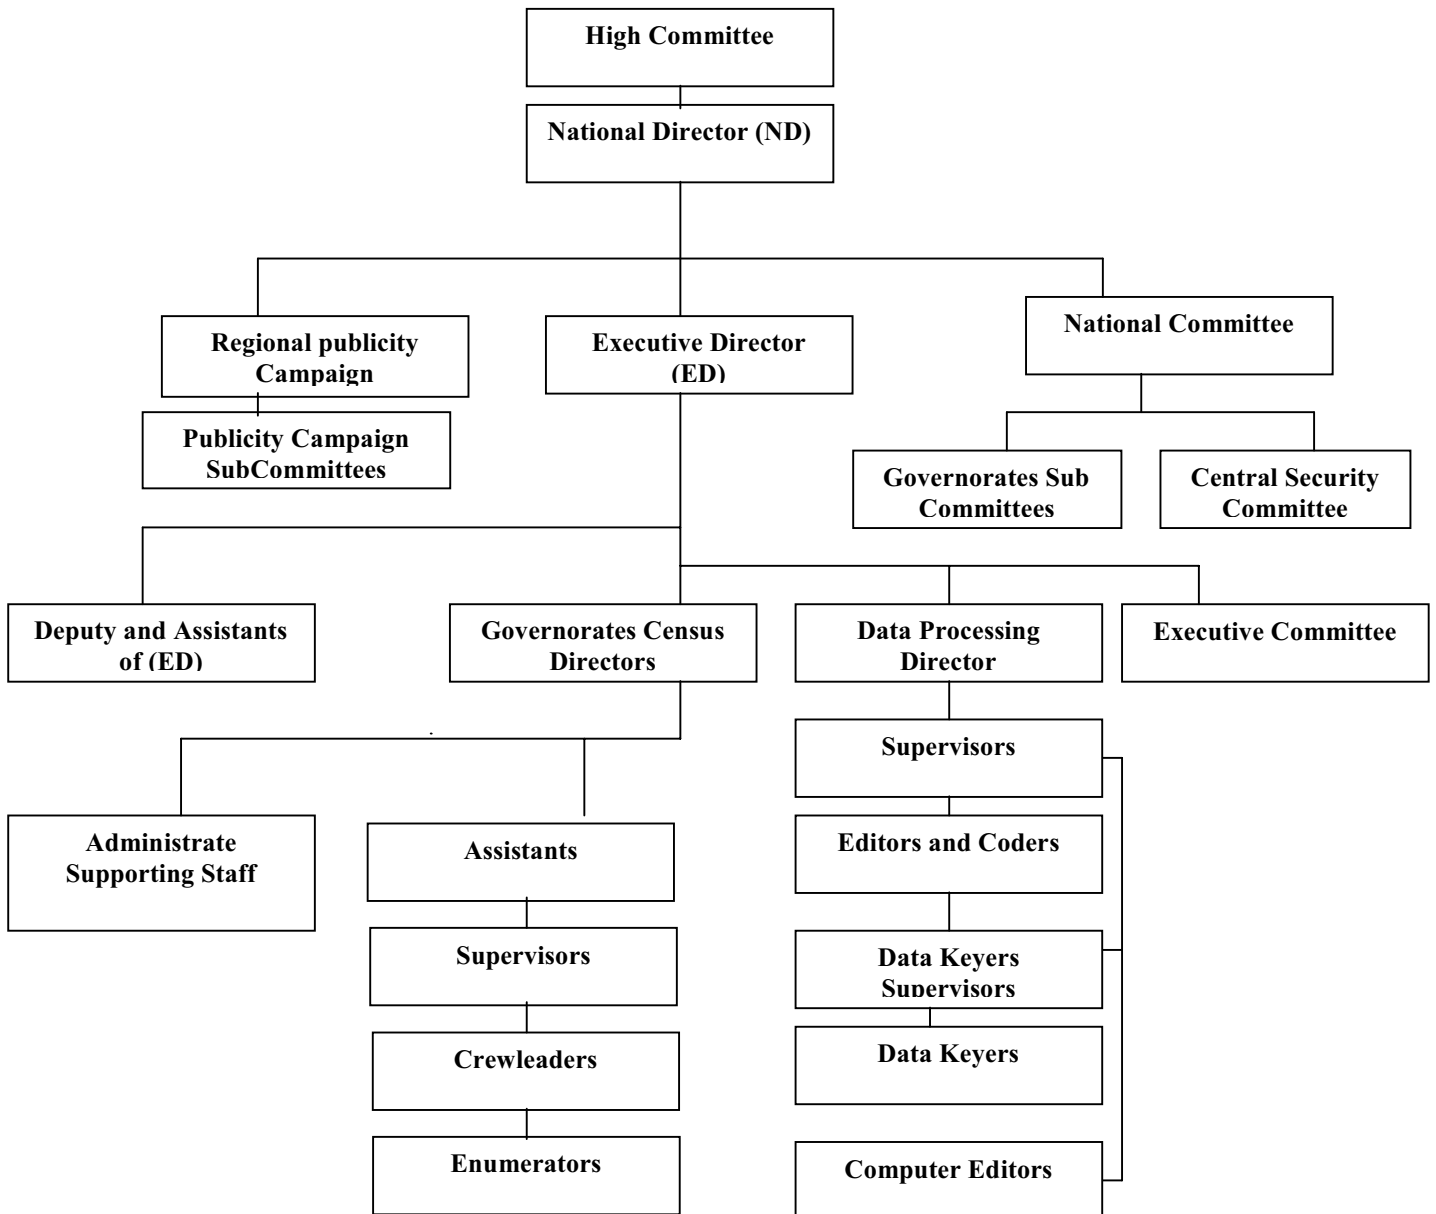 High Committee
National Director (ND)
Regional publicity
Campaign
Executive Director
(ED)
National Committee
Publicity Campaign
SubCommittees
Governorates Sub
Committees
Central Security
Committee
Deputy and Assistants
of (ED)
Governorates Census
Directors
Data Processing
Director
Executive Committee
Supervisors
Administrate
Supporting Staff
Assistants
Editors and Coders
Supervisors
Data Keyers
Supervisors
Crewleaders
Data Keyers
Enumerators
Computer Editors